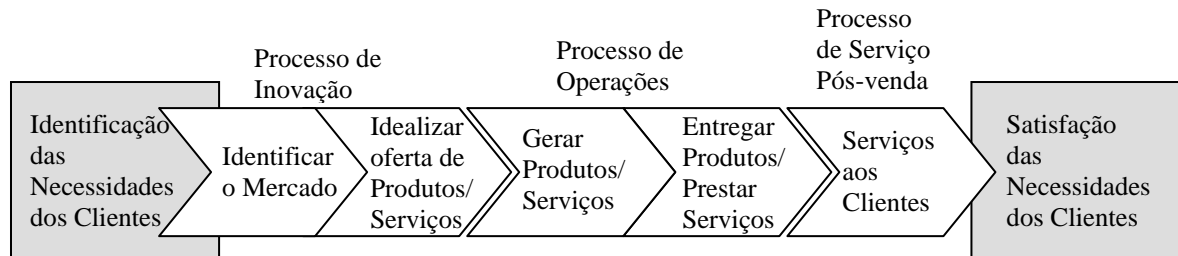 Processo de
Inovação
Processo de
Operações
Processo
de Serviço
Pós-venda
Identificação
das
Necessidades
dos Clientes
Identificar
o Mercado
Idealizar
oferta de
Produtos/
Serviços
Gerar
Produtos/
Serviços
Entregar
Produtos/
Prestar
Serviços
Serviços
aos
Clientes
Satisfação
das
Necessidades
dos Clientes